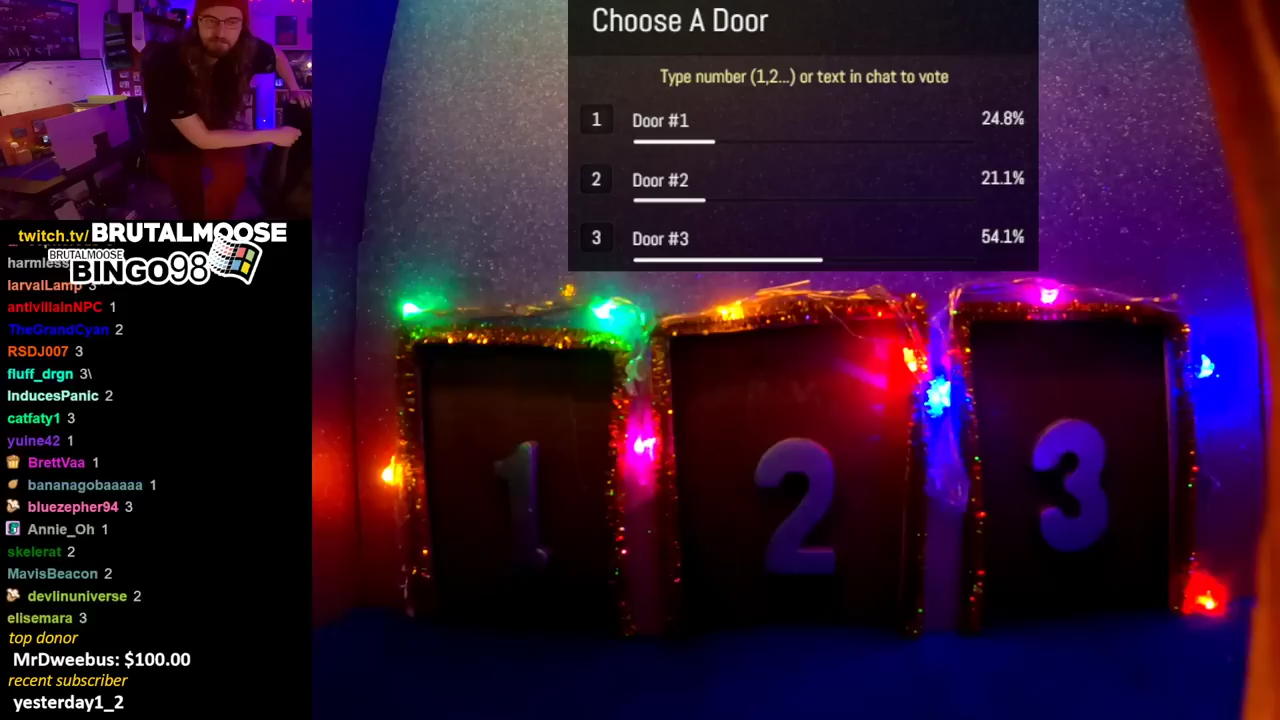 MYST
twitch.tv/BRUTALMOOSE
BRUTALMOOSE
BINGO98
harmless
larvalLamp 3
antivillainNPC 1
TheGrandCyan 2
RSDJ007 3
fluff_drgn 3\
InducesPanic 2
catfaty1 3
yuine42 1
BrettVaa 1
bananagobaaaaa 1
bluezepher94 3
Annie_Oh 1
skelerat 2
MavisBeacon 2
devlinuniverse 2
elisemara 3
top donor
MrDweebus: $100.00
recent subscriber
yesterday1_2
Choose A Door
Type number (1,2...) or text in chat to vote
1 Door #1 24.8%
2 Door #2 21.1%
3 Door #3 54.1%
1 2 3